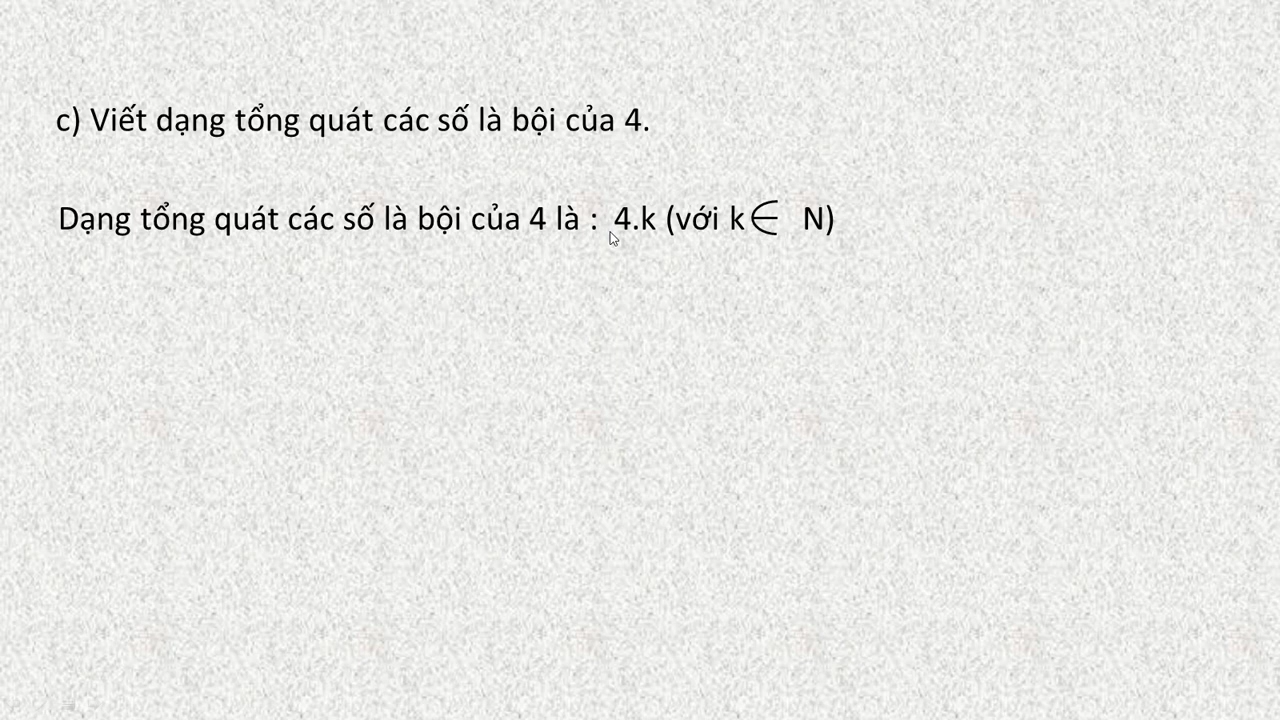 c) Viết dạng tổng quát các số là bội của 4.
Dạng tổng quát các số là bội của 4 là : 4.k (với k∈ N)